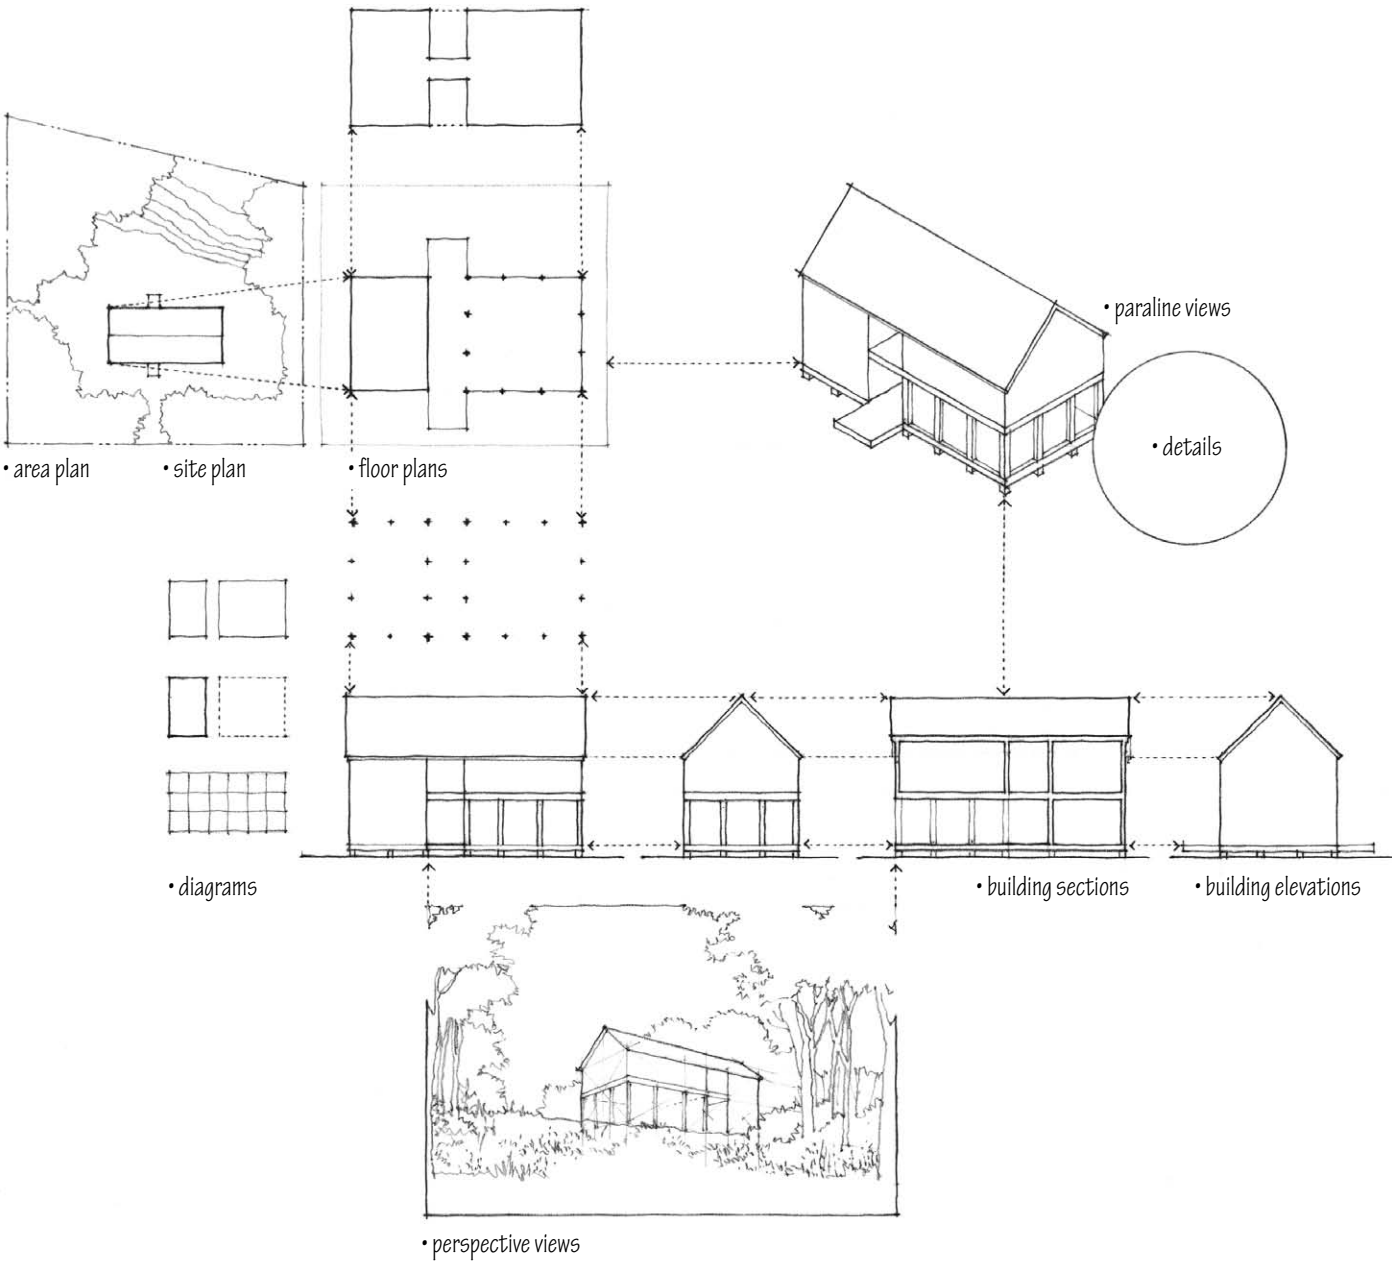 • paraline views
• details
• area plan
• site plan
• floor plans
• diagrams
• building sections
• building elevations
• perspective views